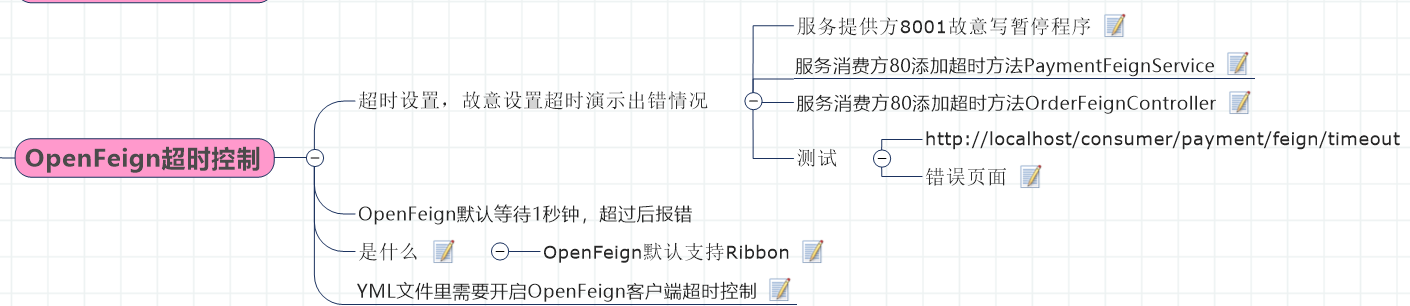 OpenFeign超时控制
超时设置，故意设置超时演示出错情况
服务提供方8001故意写暂停程序
服务消费方80添加超时方法PaymentFeignService
服务消费方80添加超时方法OrderFeignController
测试
http://localhost/consumer/payment/feign/timeout
错误页面
OpenFeign默认等待1秒钟，超过后报错
是什么
OpenFeign默认支持Ribbon
YML文件里需要开启OpenFeign客户端超时控制